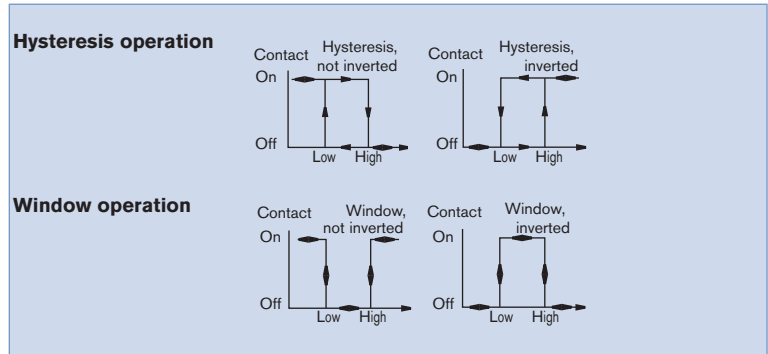 Hysteresis operation
Contact
Hysteresis,
not inverted
On
Off
Low
High
Contact
Hysteresis,
inverted
On
Off
Low
High
Window operation
Contact
Window,
not inverted
On
Off
Low
High
Contact
Window,
inverted
On
Off
Low
High